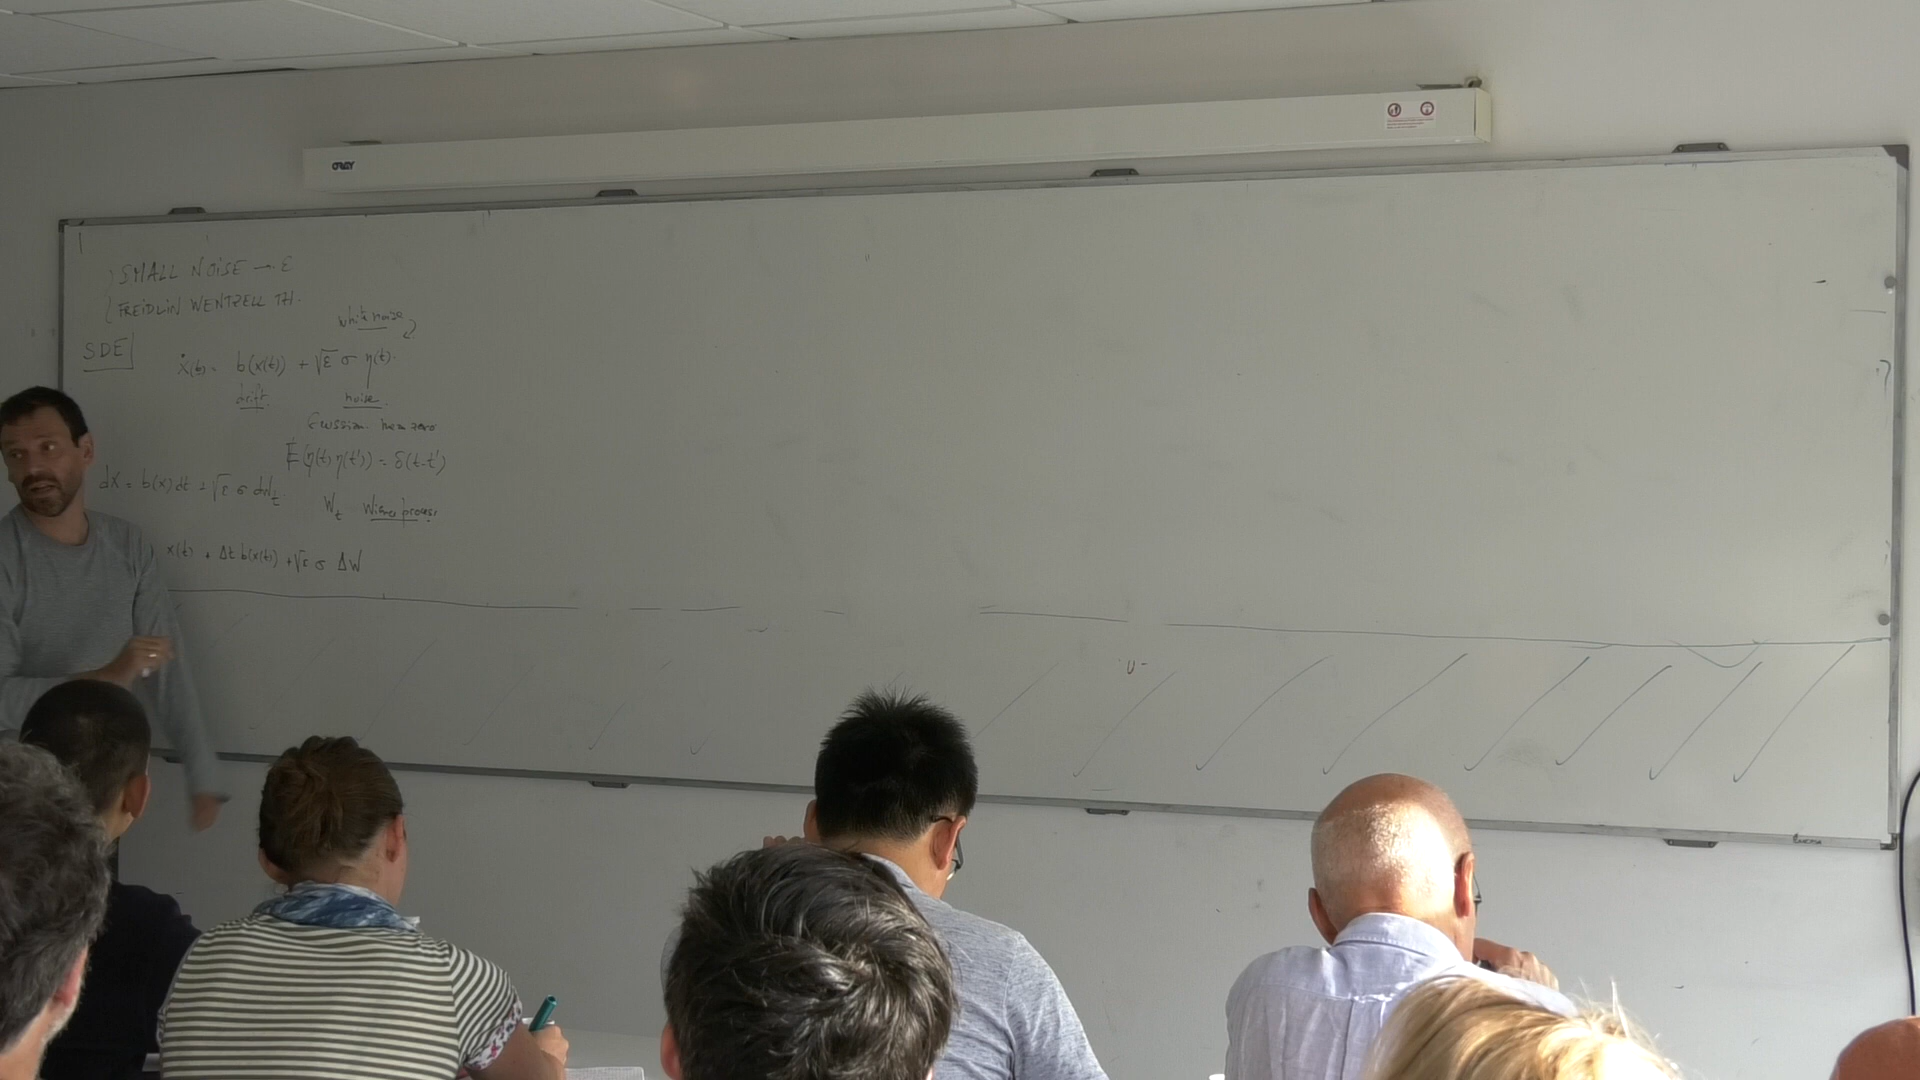 ORAY
SMALL NOISE → ε
FREIDLIN WENTZELL TH.
white noise
SDE
ẋ(t) = b(x(t)) + √ε σ η(t).
drift. noise
Gaussian. mean zero
E(η(t) η(t')) = δ(t-t')
dX = b(x)dt + √ε σ dW_t.
W_t Wiener process
x(t) + Δt b(x(t)) + √ε σ ΔW